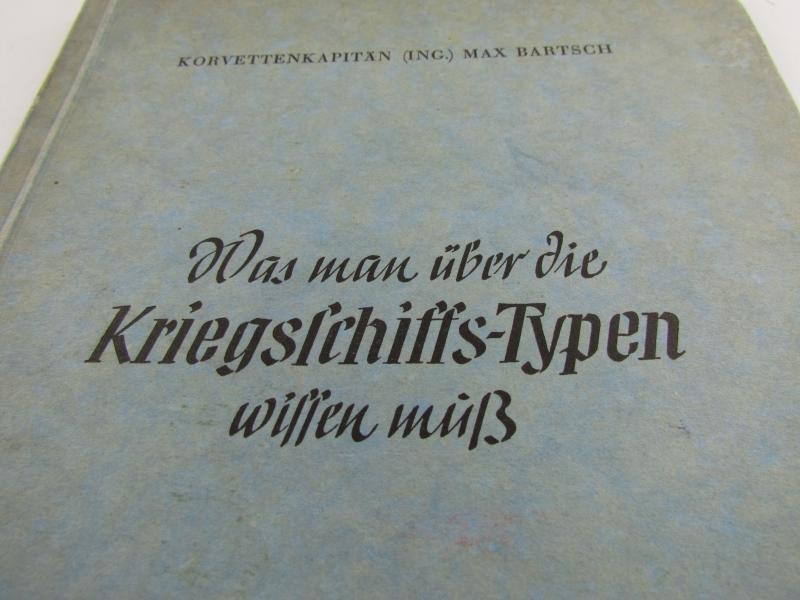 KORVETTENKAPITÄN (ING.) MAX BARTSCH
Was man über die
Kriegsſchiffs-Typen
wiſſen muß